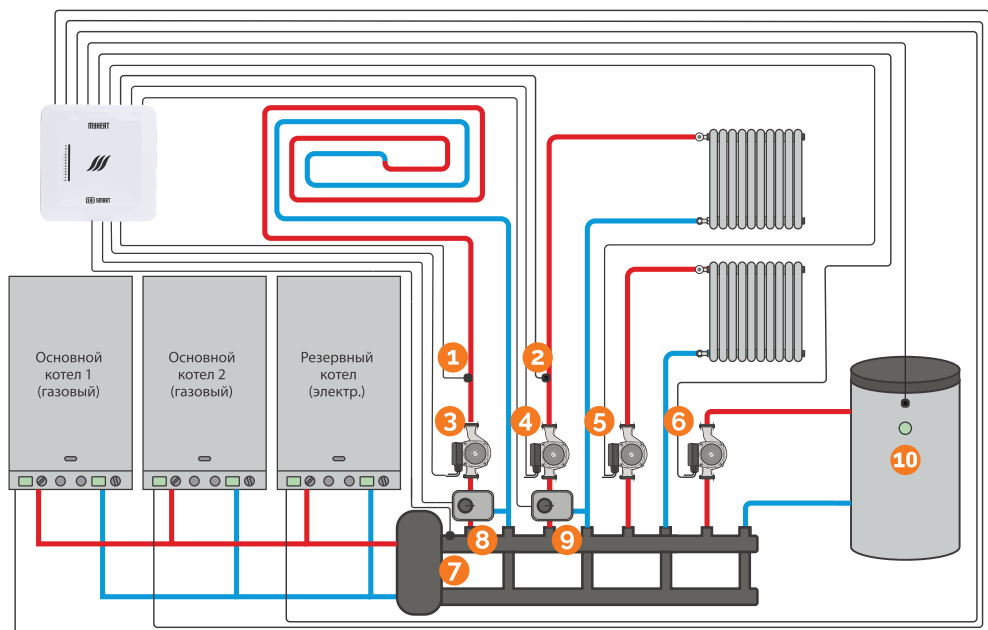 MYHEAT
SMART
Основной
котел 1
(газовый)
Основной
котел 2
(газовый)
Резервный
котел
(электр.)
1
2
3
4
5
6
7
8
9
10